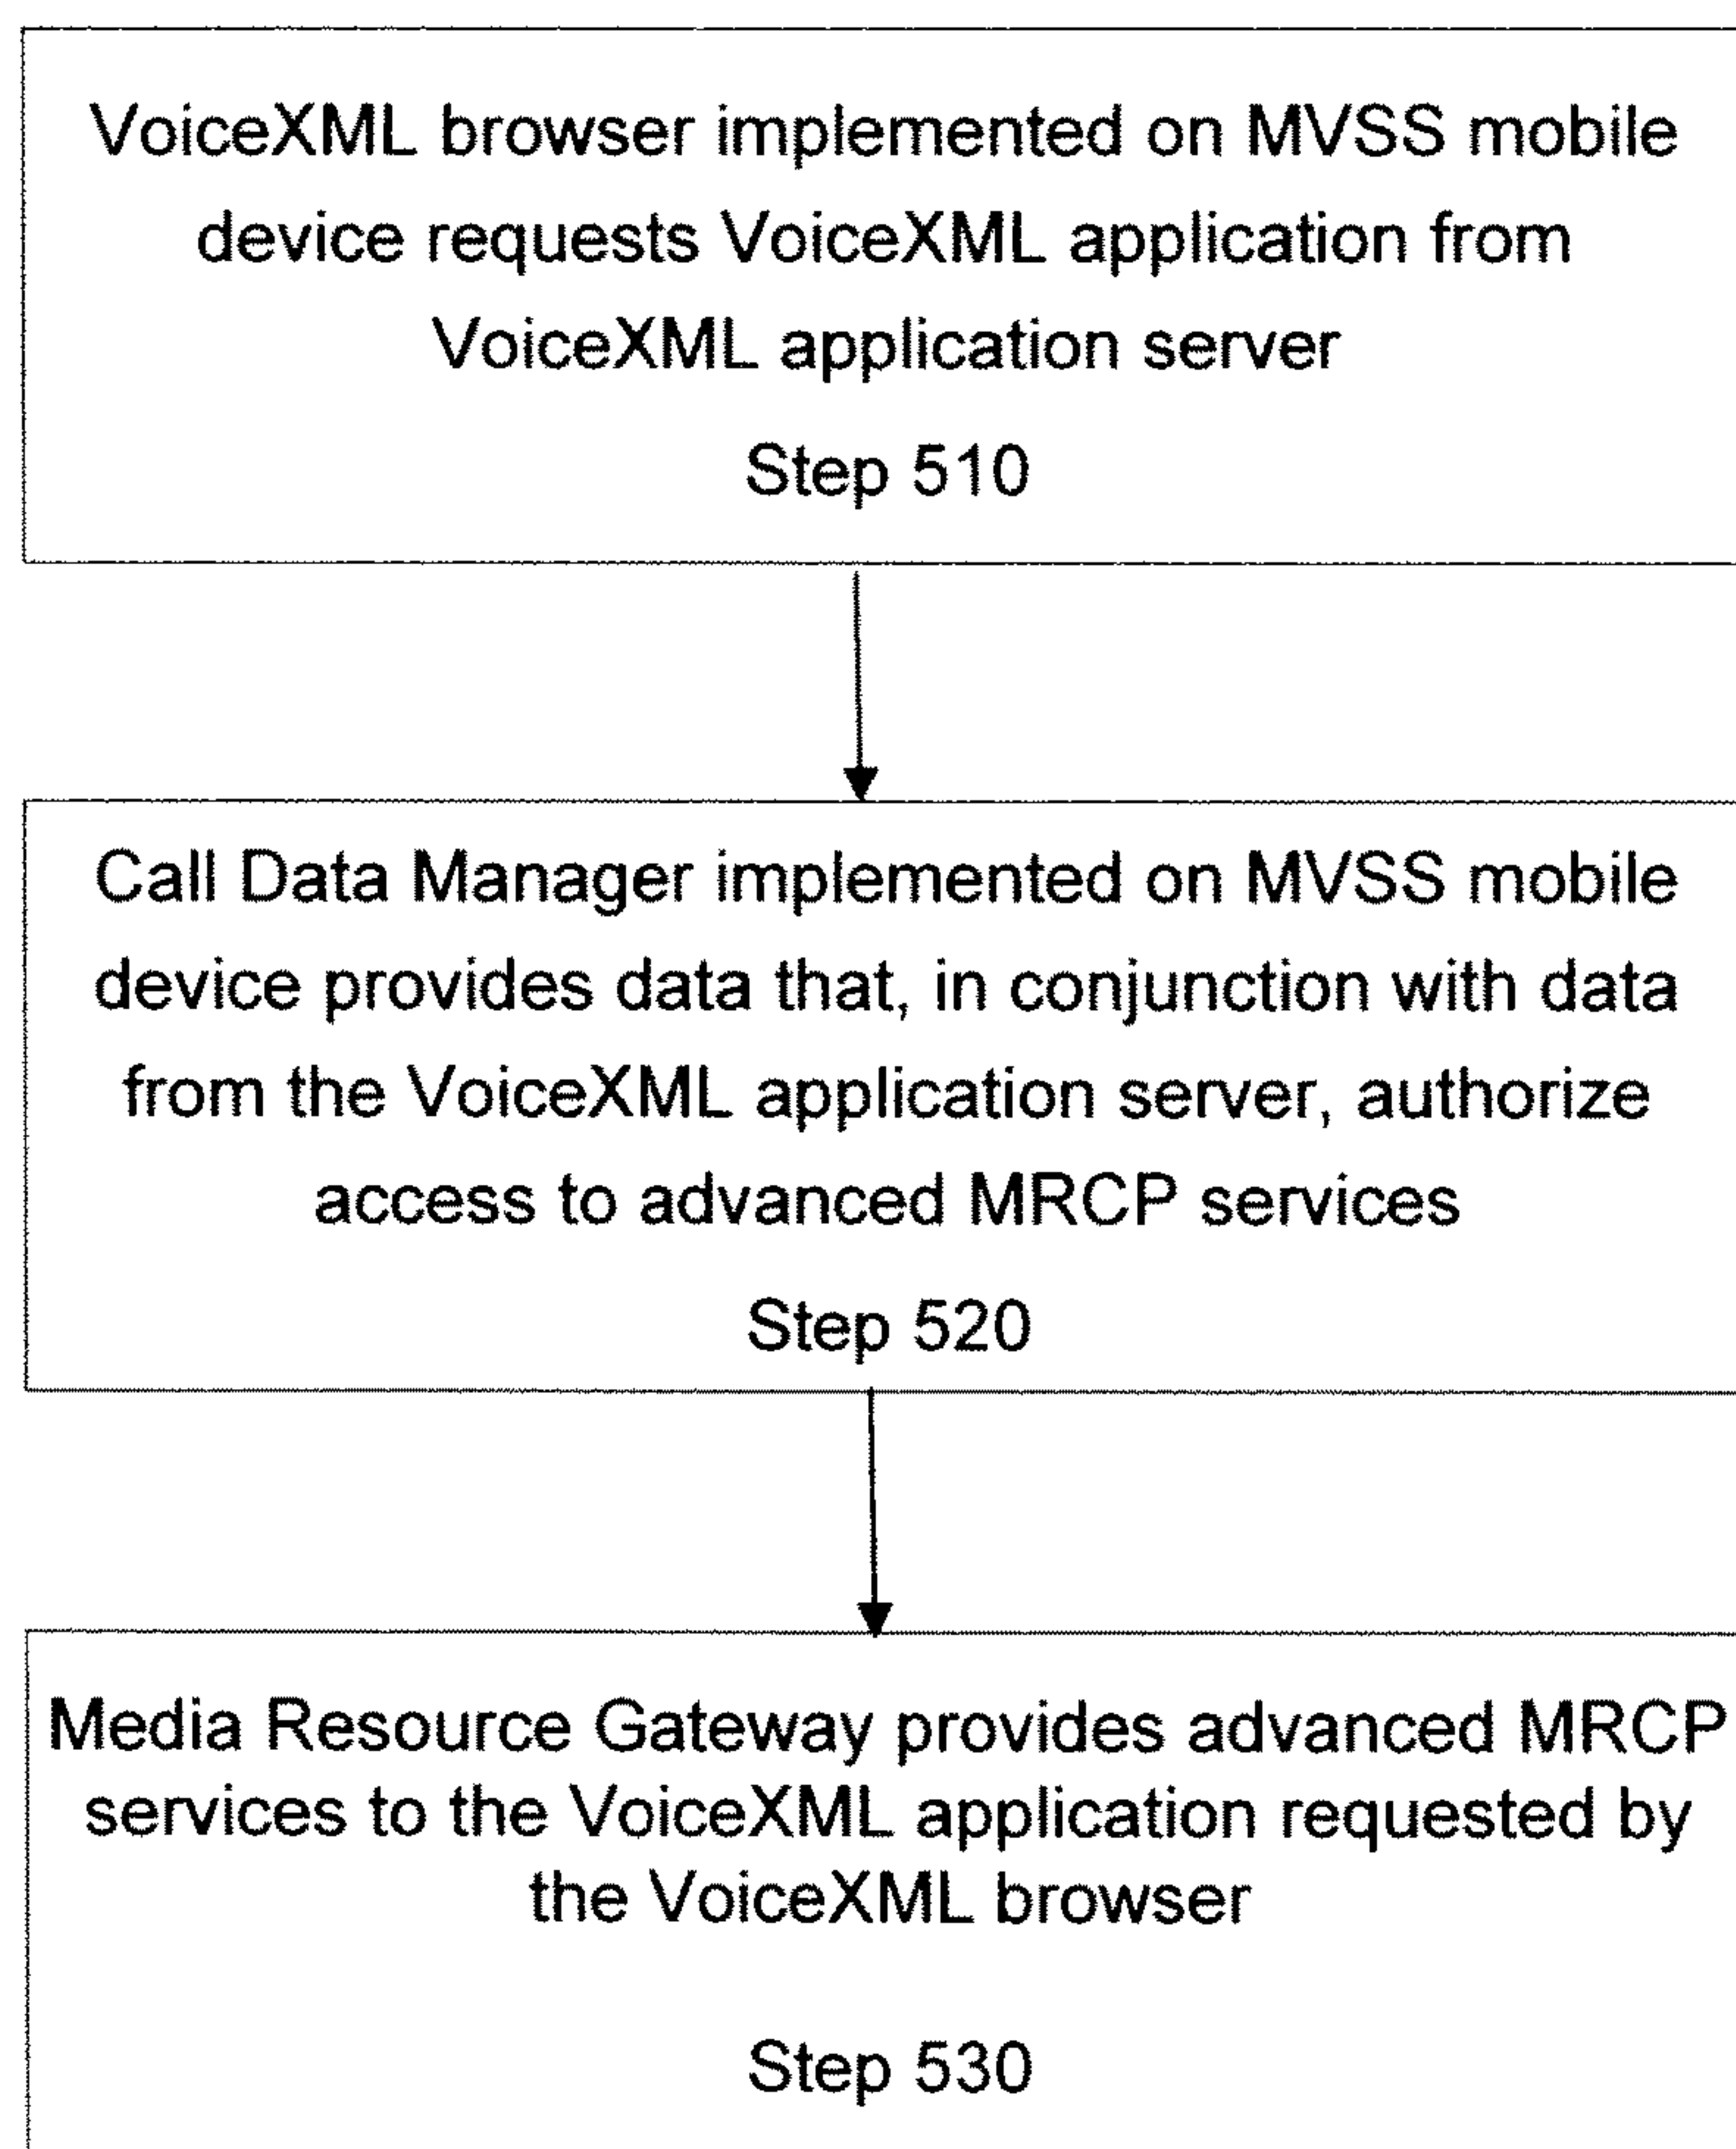 VoiceXML browser implemented on MVSS mobile
device requests VoiceXML application from
VoiceXML application server
Step 510
Call Data Manager implemented on MVSS mobile
device provides data that, in conjunction with data
from the VoiceXML application server, authorize
access to advanced MRCP services
Step 520
Media Resource Gateway provides advanced MRCP
services to the VoiceXML application requested by
the VoiceXML browser
Step 530